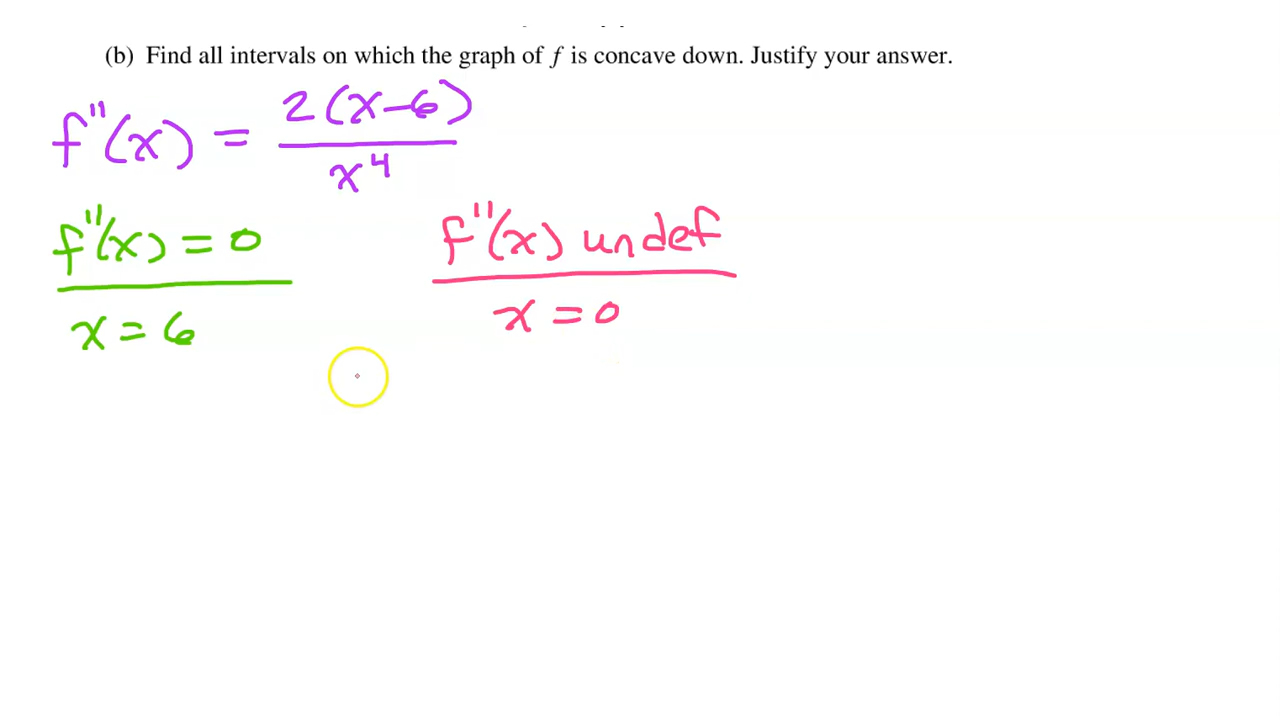 (b) Find all intervals on which the graph of f is concave down. Justify your answer.
f"(x) = 2(x-6) / x⁴
f"(x) = 0
x = 6
f"(x) undef
x = 0